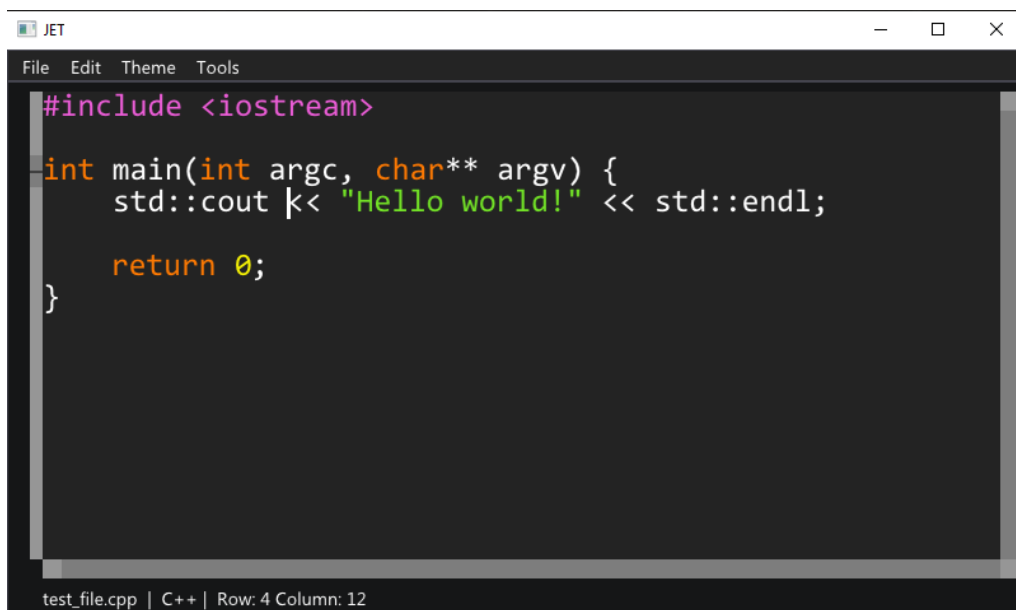 JET
File Edit Theme Tools
#include <iostream>
int main(int argc, char** argv) {
    std::cout << "Hello world!" << std::endl;
    return 0;
}
test_file.cpp | C++ | Row: 4 Column: 12